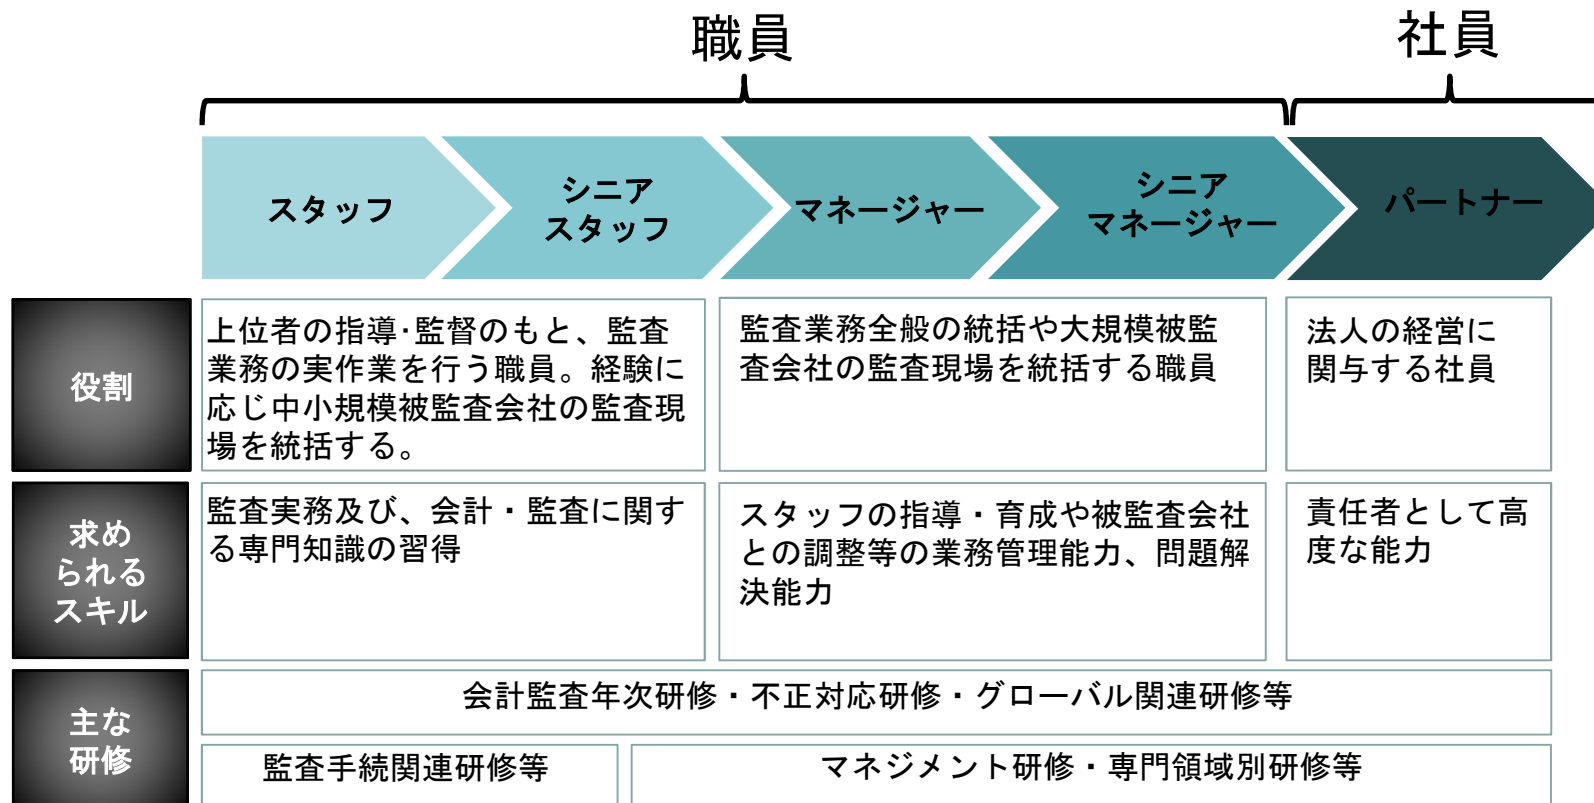 職員
社員
スタッフ
シニア
スタッフ
マネージャー
シニア
マネージャー
パートナー
役割
上位者の指導･監督のもと、監査
業務の実作業を行う職員。経験に
応じ中小規模被監査会社の監査現
場を統括する。
監査業務全般の統括や大規模被監
査会社の監査現場を統括する職員
法人の経営に
関与する社員
求め
られる
スキル
監査実務及び、会計・監査に関す
る専門知識の習得
スタッフの指導・育成や被監査会社
との調整等の業務管理能力、問題解
決能力
責任者として高
度な能力
主な
研修
会計監査年次研修・不正対応研修・グローバル関連研修等
監査手続関連研修等
マネジメント研修・専門領域別研修等